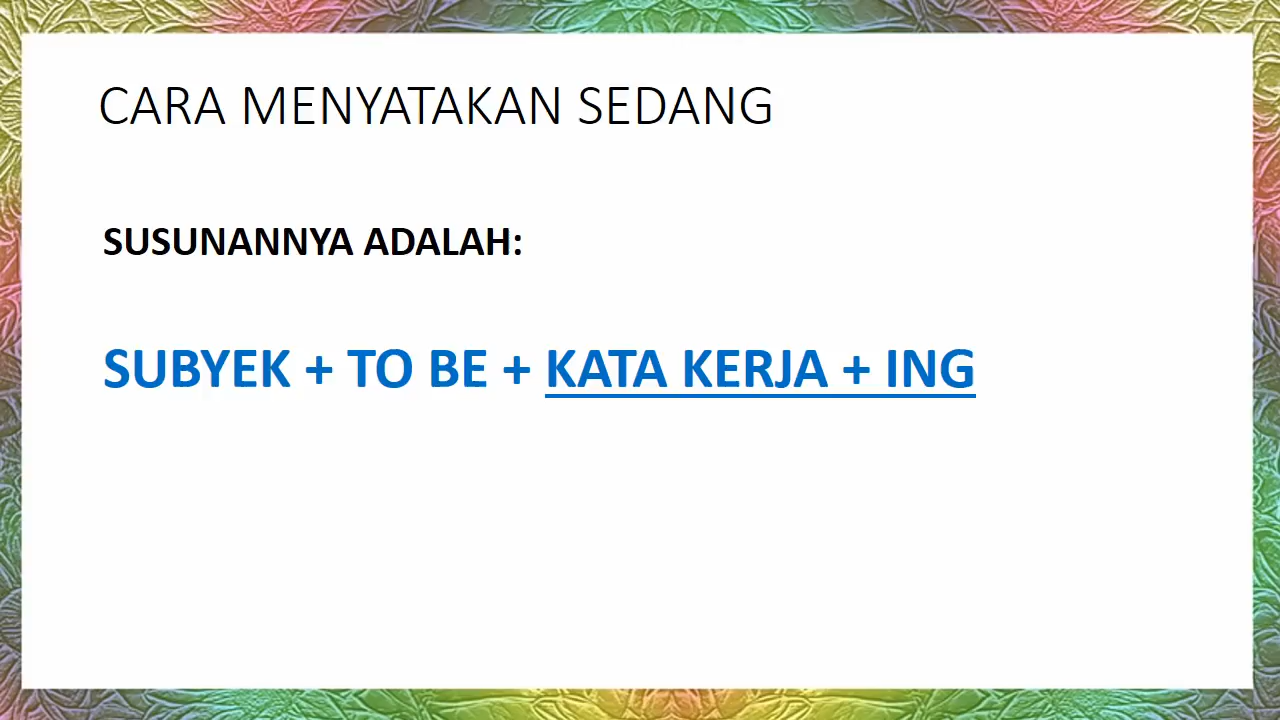 CARA MENYATAKAN SEDANG
SUSUNANNYA ADALAH:
SUBYEK + TO BE + KATA KERJA + ING